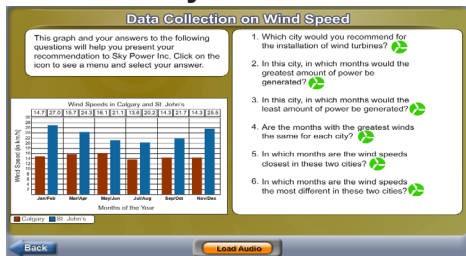 Data Collection on Wind Speed
This graph and your answers to the following
questions will help you present your
recommendation to Sky Power Inc. Click on the
icon to see a menu and select your answer.
Wind Speeds in Calgary and St. John's
14.7 27.0 15.7 24.3 16.1 21.1 13.6 20.2 14.3 21.7 14.3 25.5
Wind Speed (in km/h)
Jan/Feb Mar/Apr May/Jun Jul/Aug Sep/Oct Nov/Dec
Months of the Year
Calgary St. John's
1. Which city would you recommend for
the installation of wind turbines?
2. In this city, in which months would the
greatest amount of power be
generated?
3. In this city, in which months would the
least amount of power be generated?
4. Are the months with the greatest winds
the same for each city?
5. In which months are the wind speeds
closest in these two cities?
6. In which months are the wind speeds
the most different in these two cities?
Back
Load Audio